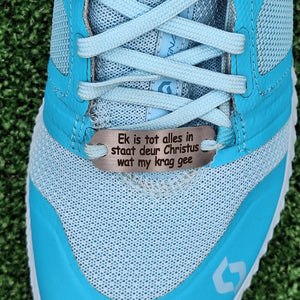 Ek is tot alles in
staat deur Christus
wat my krag gee